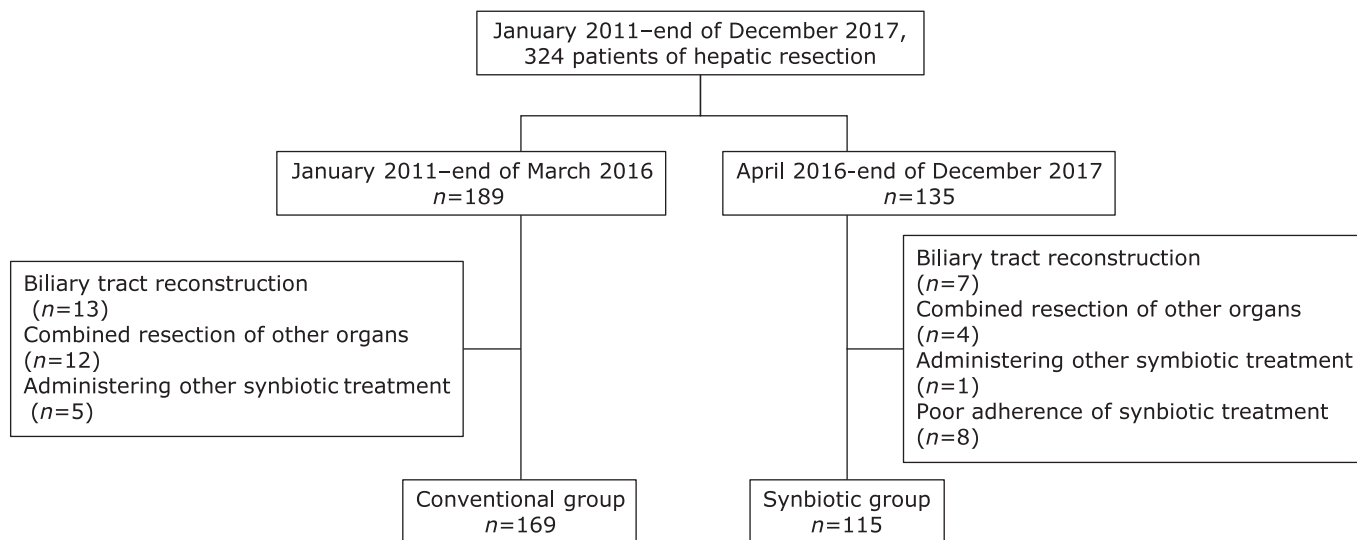 January 2011–end of December 2017,
324 patients of hepatic resection
January 2011–end of March 2016
n=189
April 2016-end of December 2017
n=135
Biliary tract reconstruction
(n=13)
Combined resection of other organs
(n=12)
Administering other synbiotic treatment
(n=5)
Biliary tract reconstruction
(n=7)
Combined resection of other organs
(n=4)
Administering other symbiotic treatment
(n=1)
Poor adherence of synbiotic treatment
(n=8)
Conventional group
n=169
Synbiotic group
n=115